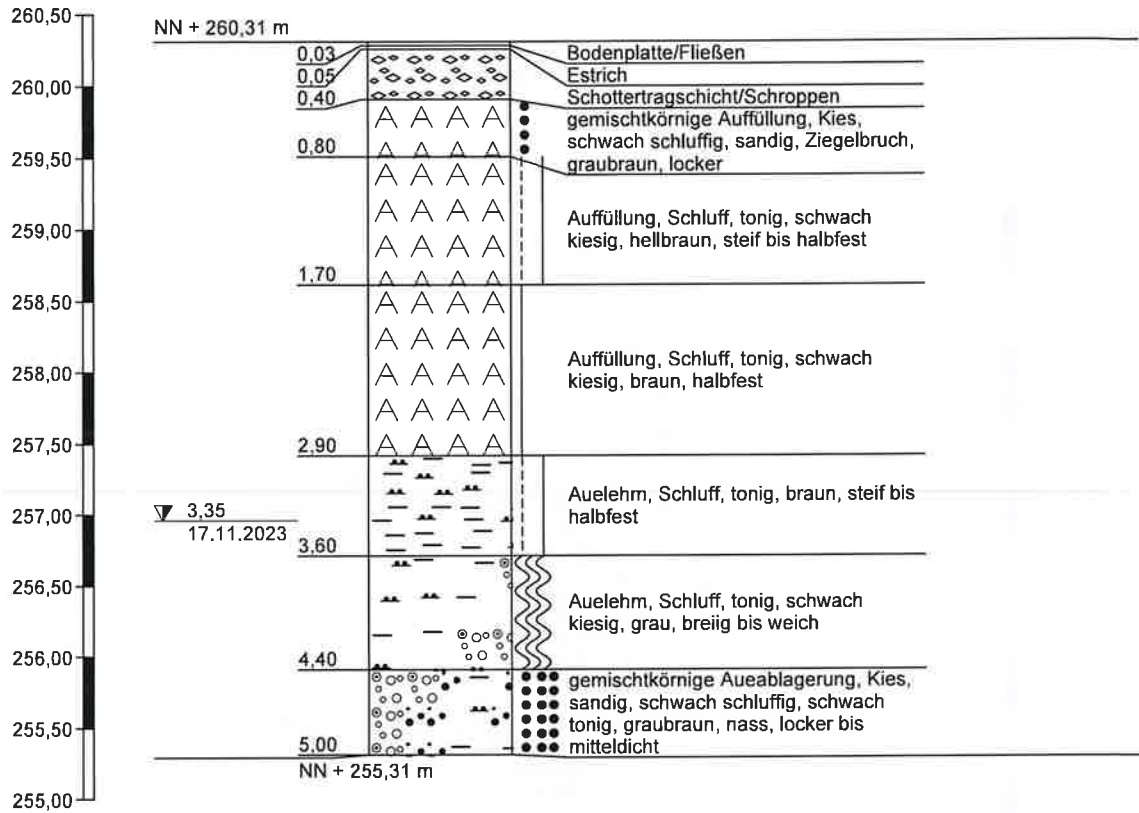 260,50
260,00
259,50
259,00
258,50
258,00
257,50
257,00
256,50
256,00
255,50
255,00
NN + 260,31 m
0,03
0,05
0,40
0,80
1,70
2,90
3,60
4,40
5,00
NN + 255,31 m
3,35
17.11.2023
Bodenplatte/Fließen
Estrich
Schottertragschicht/Schroppen
gemischtkörnige Auffüllung, Kies,
schwach schluffig, sandig, Ziegelbruch,
graubraun, locker
Auffüllung, Schluff, tonig, schwach
kiesig, hellbraun, steif bis halbfest
Auffüllung, Schluff, tonig, schwach
kiesig, braun, halbfest
Auelehm, Schluff, tonig, braun, steif bis
halbfest
Auelehm, Schluff, tonig, schwach
kiesig, grau, breiig bis weich
gemischtkörnige Aueablagerung, Kies,
sandig, schwach schluffig, schwach
tonig, graubraun, nass, locker bis
mitteldicht